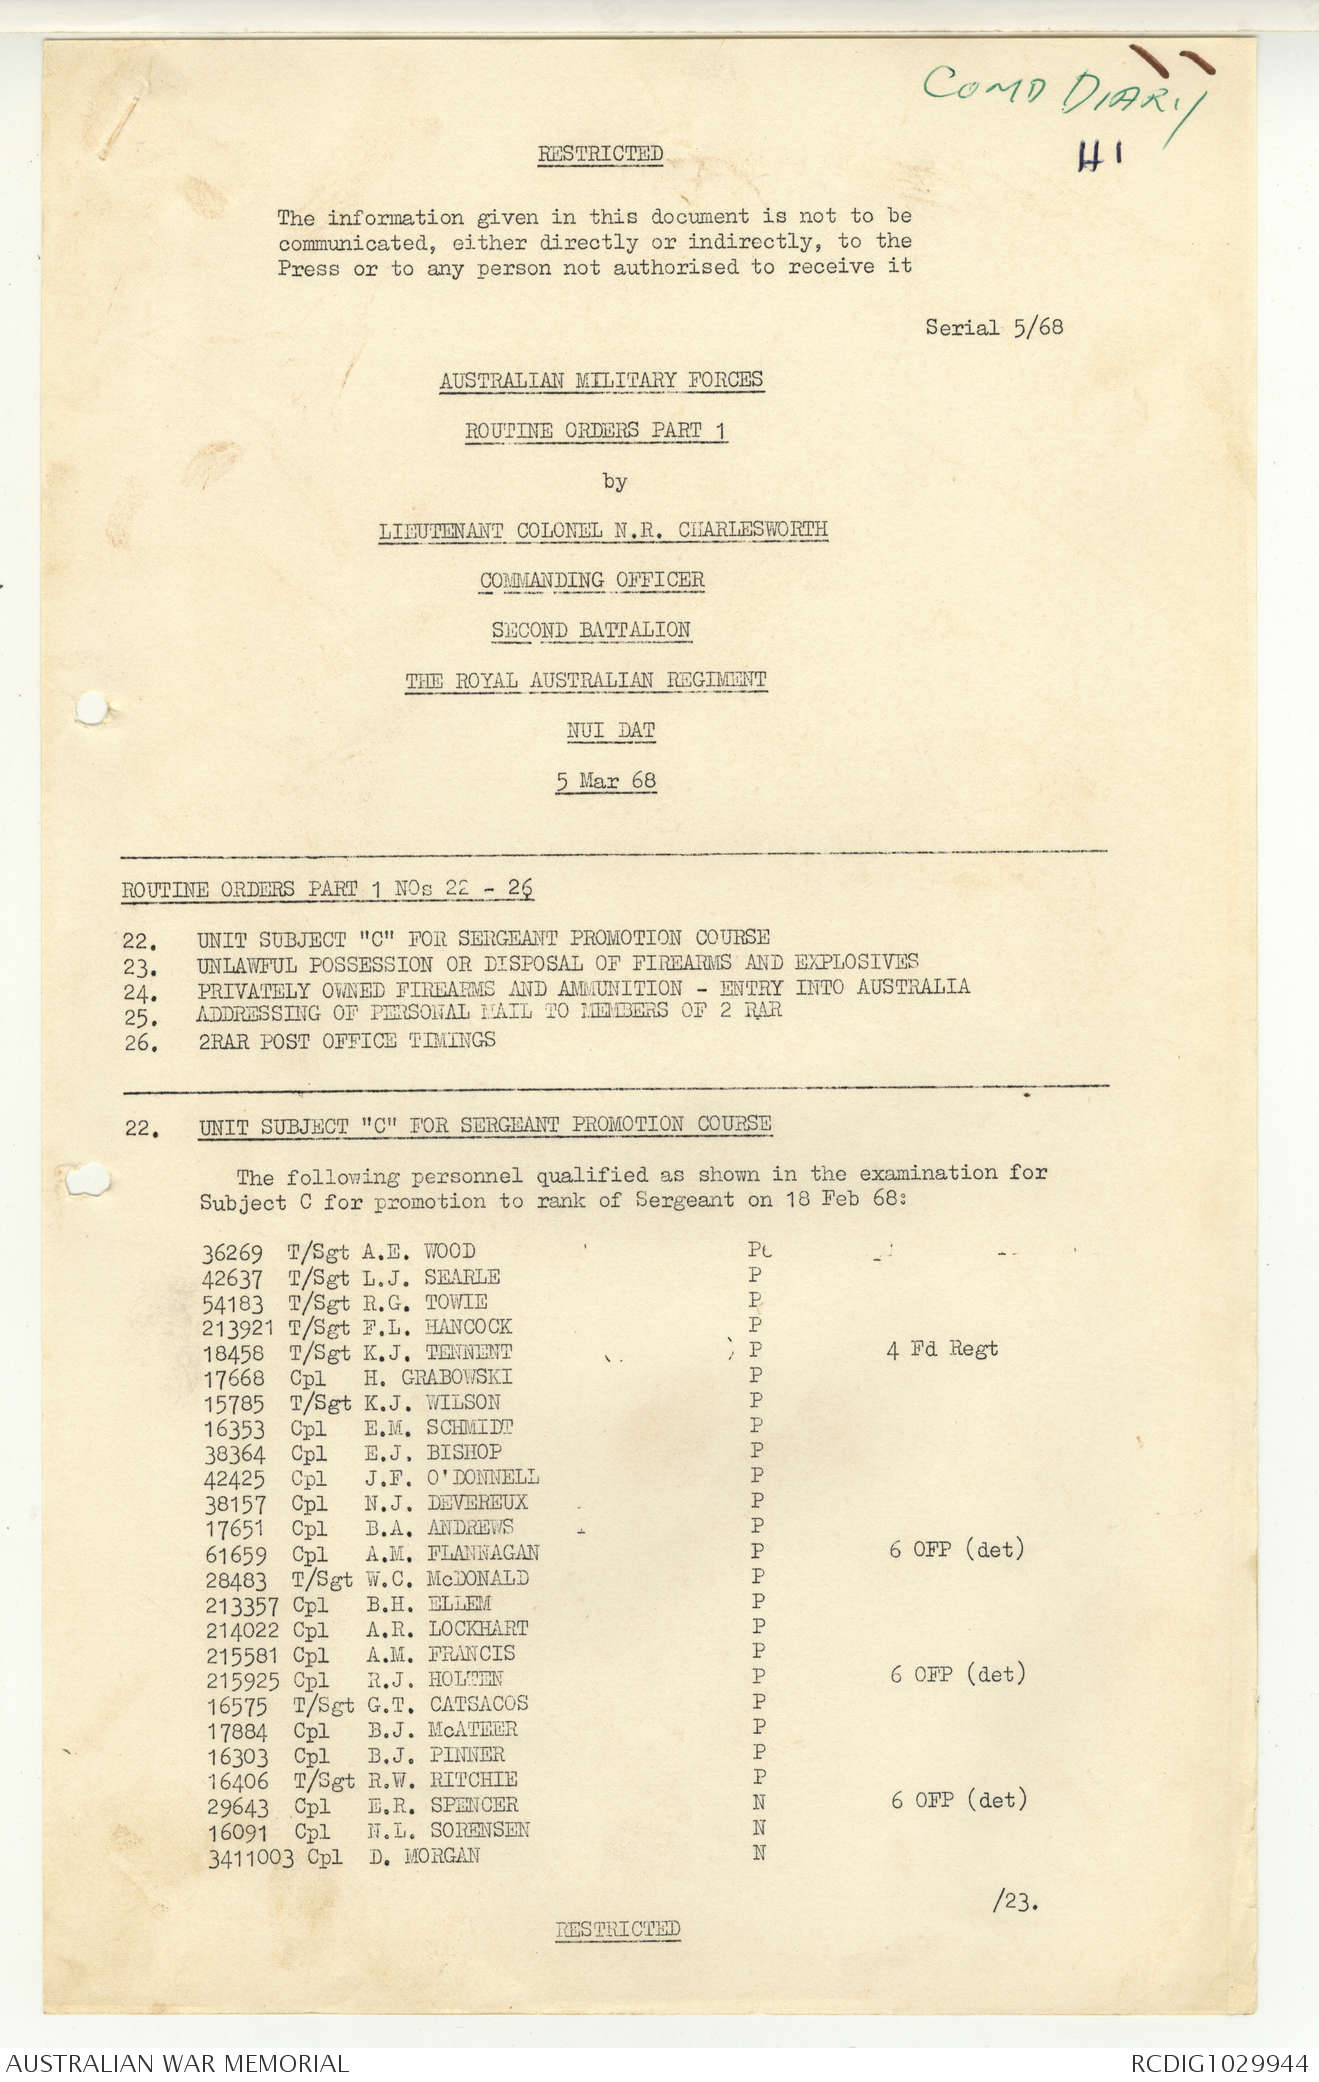 COMD DIARY
H1
RESTRICTED
The information given in this document is not to be
communicated, either directly or indirectly, to the
Press or to any person not authorised to receive it
Serial 5/68
AUSTRALIAN MILITARY FORCES
ROUTINE ORDERS PART 1
by
LIEUTENANT COLONEL N.R. CHARLESWORTH
COMMANDING OFFICER
SECOND BATTALION
THE ROYAL AUSTRALIAN REGIMENT
NUI DAT
5 Mar 68
ROUTINE ORDERS PART 1 NOs 22 - 26
22. UNIT SUBJECT "C" FOR SERGEANT PROMOTION COURSE
23. UNLAWFUL POSSESSION OR DISPOSAL OF FIREARMS AND EXPLOSIVES
24. PRIVATELY OWNED FIREARMS AND AMMUNITION - ENTRY INTO AUSTRALIA
25. ADDRESSING OF PERSONAL MAIL TO MEMBERS OF 2 RAR
26. 2RAR POST OFFICE TIMINGS
22. UNIT SUBJECT "C" FOR SERGEANT PROMOTION COURSE
The following personnel qualified as shown in the examination for
Subject C for promotion to rank of Sergeant on 18 Feb 68:
36269 T/Sgt A.E. WOOD P
42637 T/Sgt L.J. SEARLE P
54183 T/Sgt R.G. TOWIE P
213921 T/Sgt F.L. HANCOCK P
18458 T/Sgt K.J. TENNENT P 4 Fd Regt
17668 Cpl H. GRABOWSKI P
15785 T/Sgt K.J. WILSON P
16353 Cpl E.M. SCHMIDT P
38364 Cpl E.J. BISHOP P
42425 Cpl J.F. O'DONNELL P
38157 Cpl N.J. DEVEREUX P
17651 Cpl B.A. ANDREWS P
61659 Cpl A.M. FLANNAGAN P 6 OFP (det)
28483 T/Sgt W.C. McDONALD P
213357 Cpl B.H. ELLEM P
214022 Cpl A.R. LOCKHART P
215581 Cpl A.M. FRANCIS P
215925 Cpl R.J. HOLTEN P 6 OFP (det)
16575 T/Sgt G.T. CATSACOS P
17884 Cpl B.J. McATEER P
16303 Cpl B.J. PINNER P
16406 T/Sgt R.W. RITCHIE P
29643 Cpl E.R. SPENCER N 6 OFP (det)
16091 Cpl N.L. SORENSEN N
3411003 Cpl D. MORGAN N
/23.
RESTRICTED
AUSTRALIAN WAR MEMORIAL
RCDIG1029944